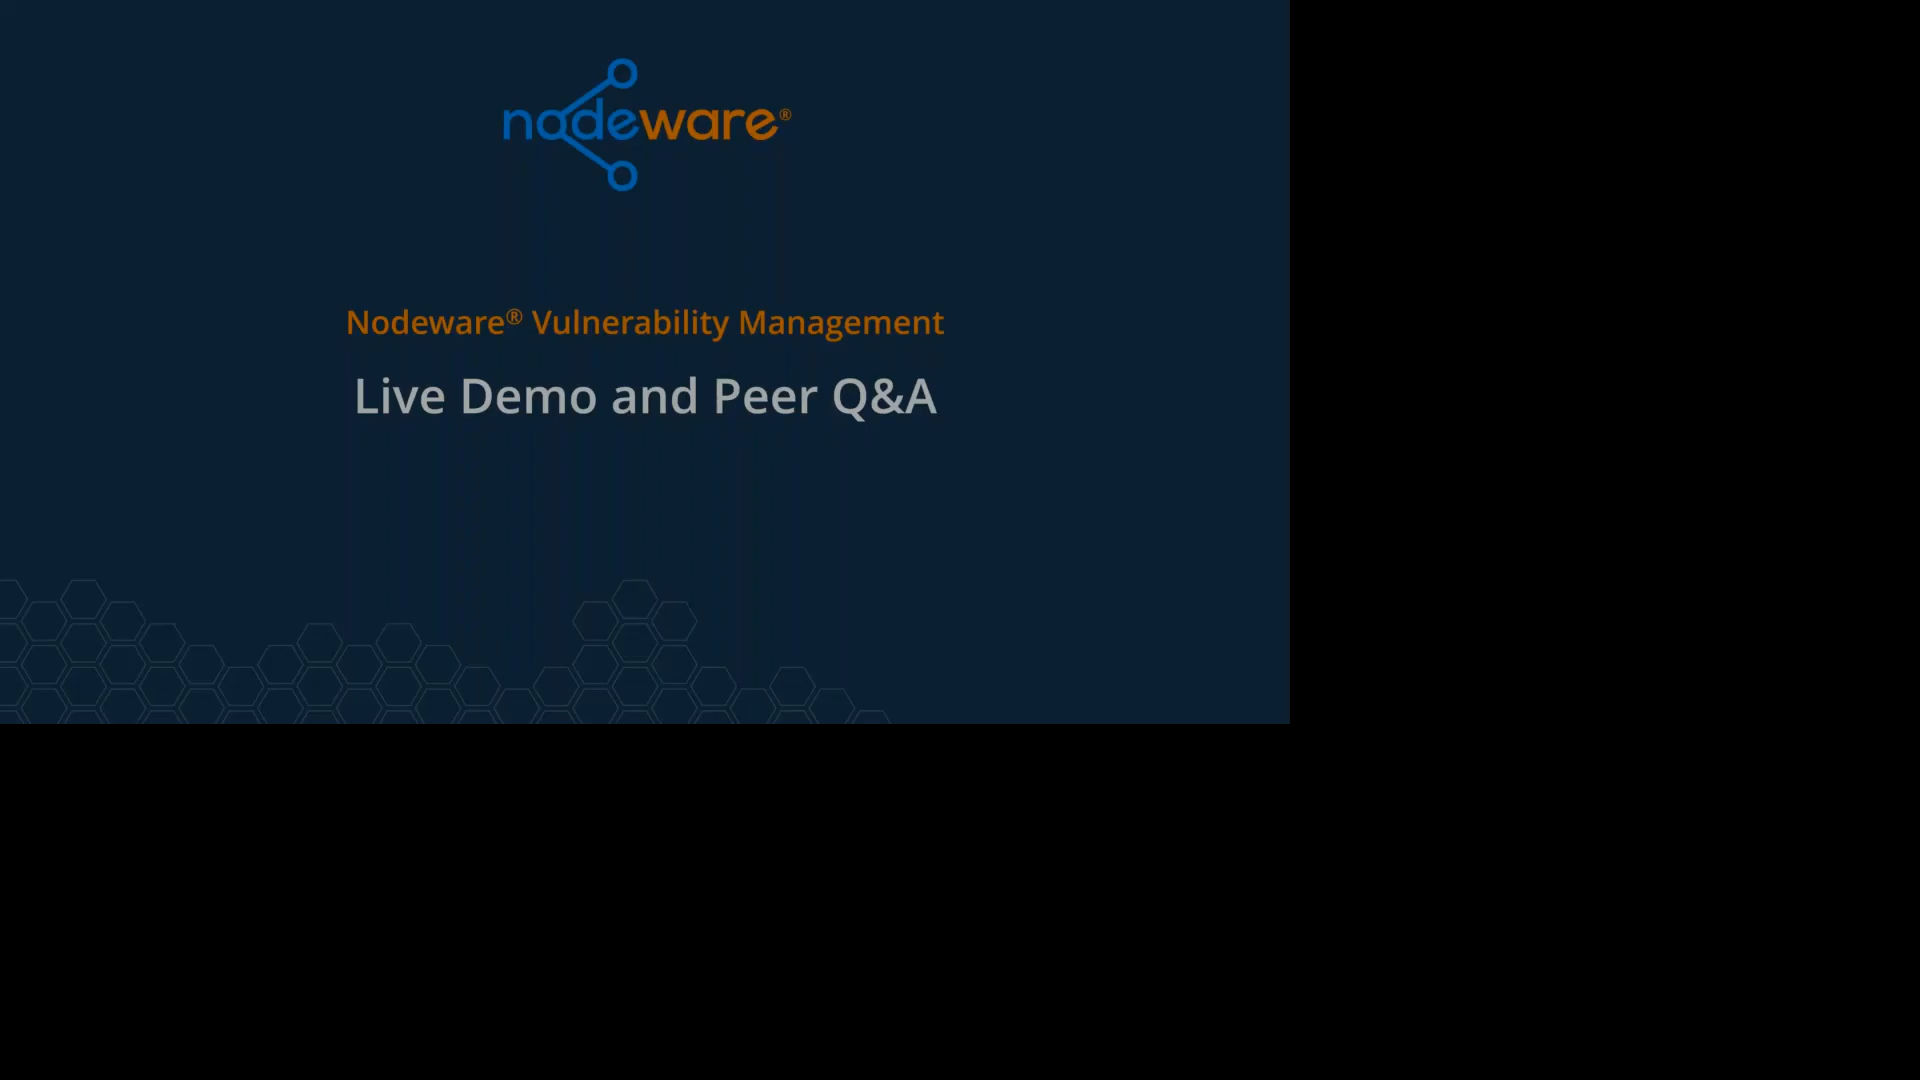 nodeware®
Nodeware® Vulnerability Management
Live Demo and Peer Q&A